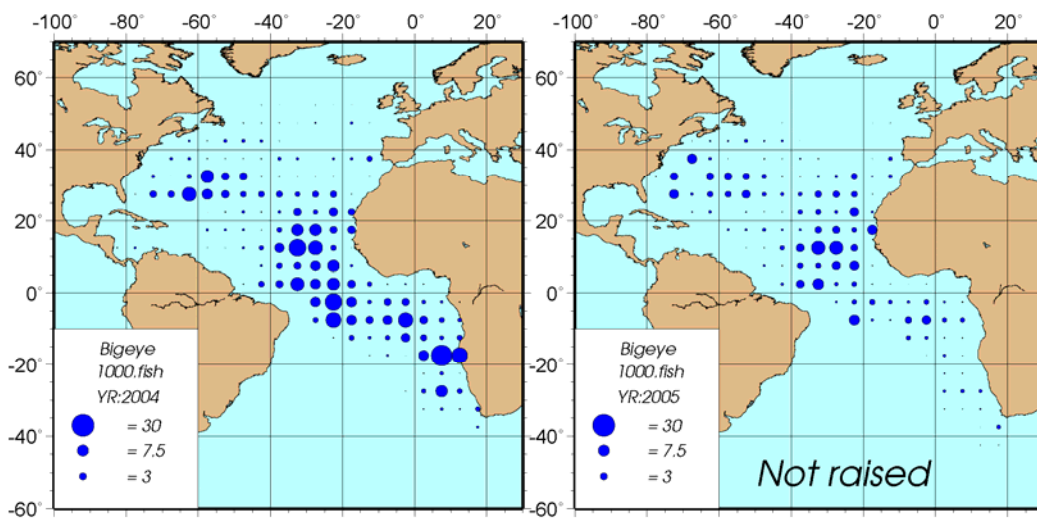 -100 -80 -60 -40 -20 0° 20° -100 -80 -60 -40 -20 0° 20°
60° 60°
40° 40°
20° 20°
0° 0°
-20° -20°
-40° -40°
-60° -60°
Bigeye
1000.fish
YR:2004
= 30
= 7.5
= 3
Bigeye
1000.fish
YR:2005
= 30
= 7.5
= 3
Not raised